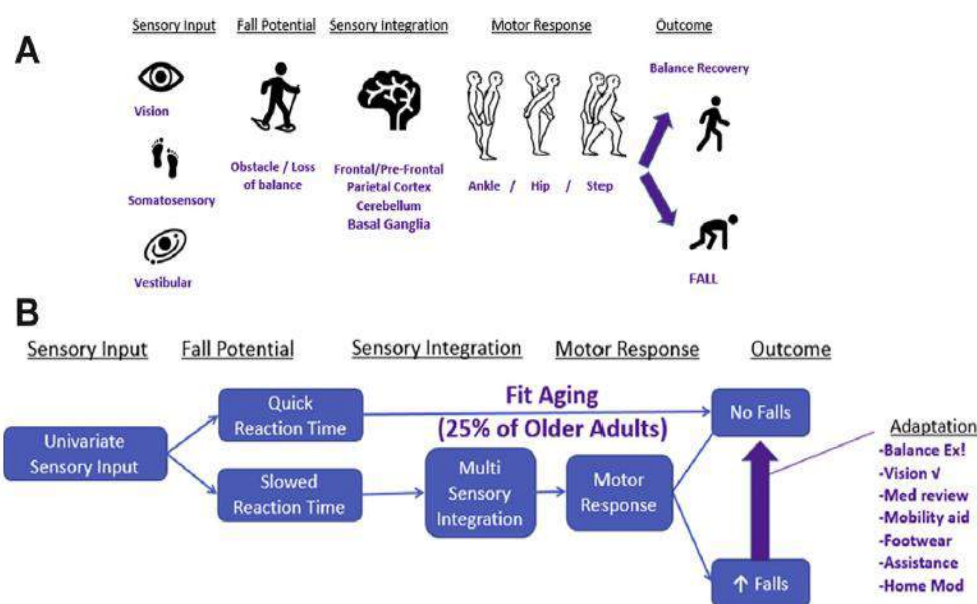 A
Sensory Input
Fall Potential
Sensory Integration
Motor Response
Outcome
Vision
Somatosensory
Vestibular
Obstacle / Loss
of balance
Frontal/Pre-Frontal
Parietal Cortex
Cerebellum
Basal Ganglia
Ankle / Hip / Step
Balance Recovery
FALL
B
Sensory Input
Fall Potential
Sensory Integration
Motor Response
Outcome
Univariate
Sensory Input
Quick
Reaction Time
Slowed
Reaction Time
Fit Aging
(25% of Older Adults)
Multi
Sensory
Integration
Motor
Response
No Falls
↑ Falls
Adaptation
-Balance Ex!
-Vision √
-Med review
-Mobility aid
-Footwear
-Assistance
-Home Mod